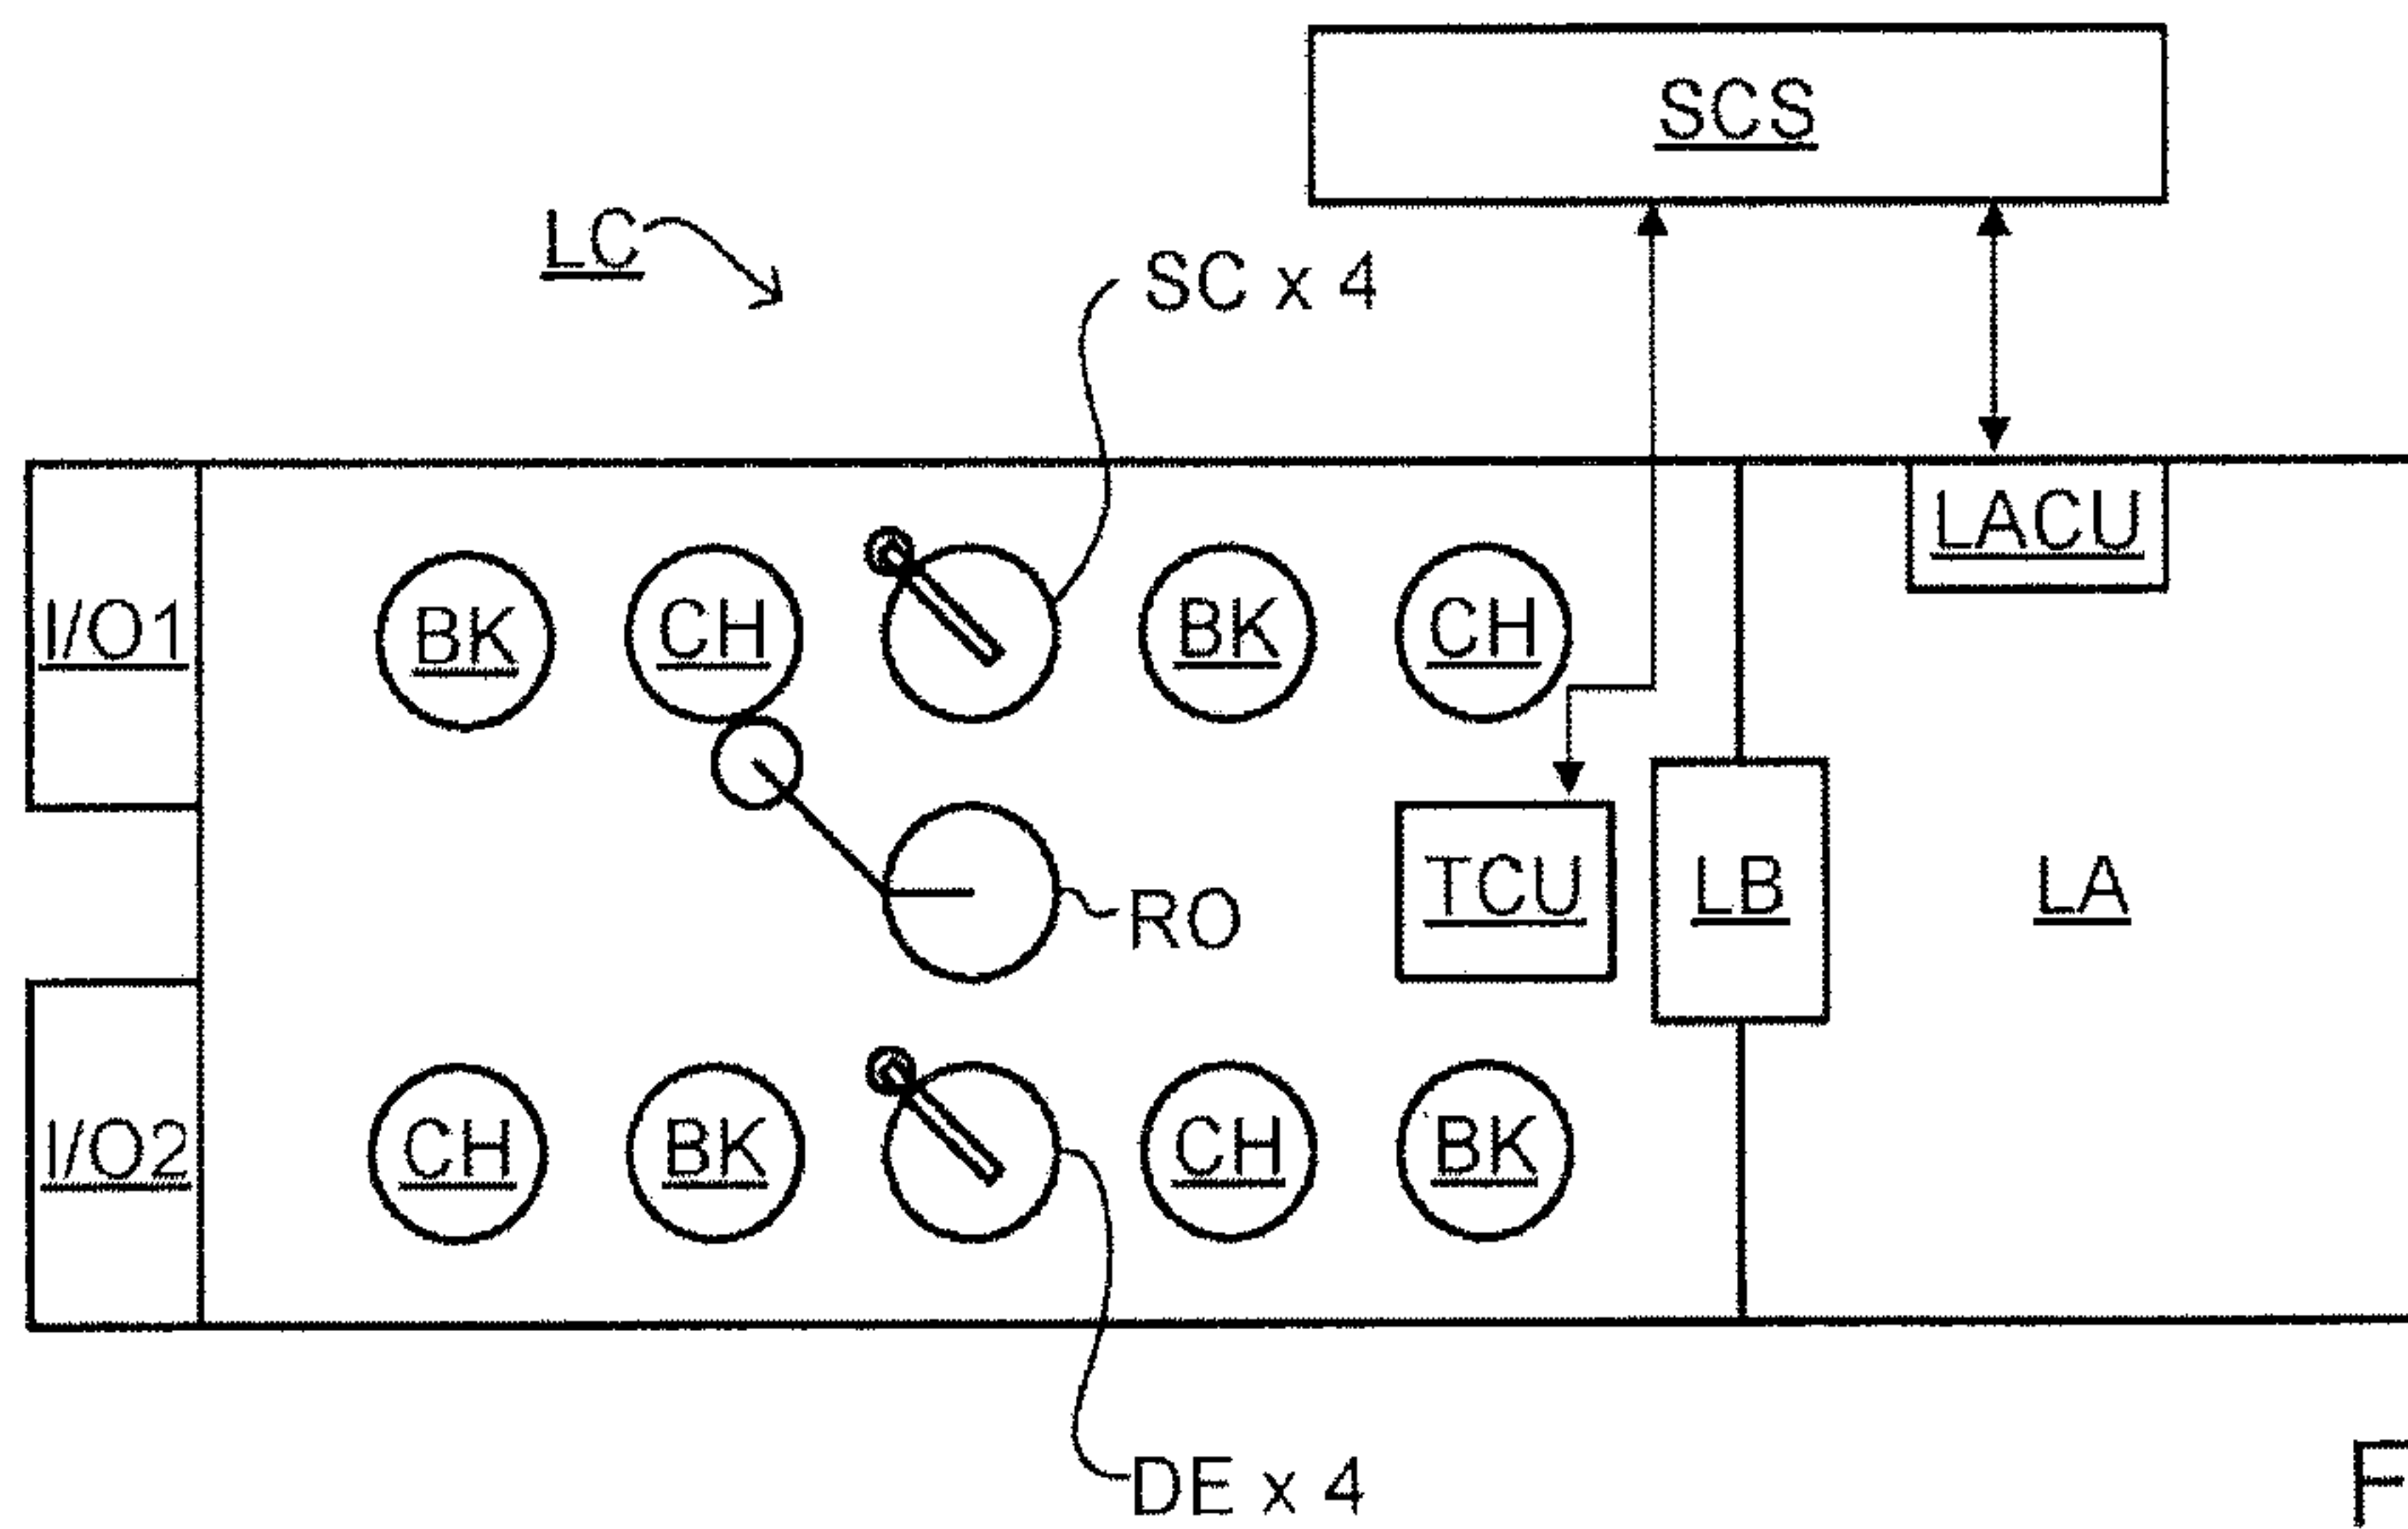 SCS
LC
SC x 4
LACU
I/O1
BK
CH
BK
CH
RO
TCU
LB
LA
I/O2
CH
BK
CH
BK
DE x 4
F